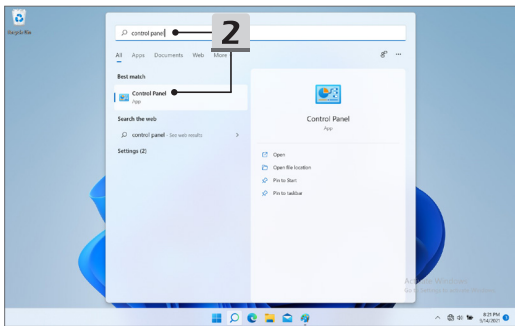 Recycle Bin
control panel
2
All Apps Documents Web More
Best match
Control Panel
App
Search the web
control panel - See web results
Settings (2)
Control Panel
App
Open
Open file location
Pin to Start
Pin to taskbar
Activate Windows
8:21 PM
5/14/2021